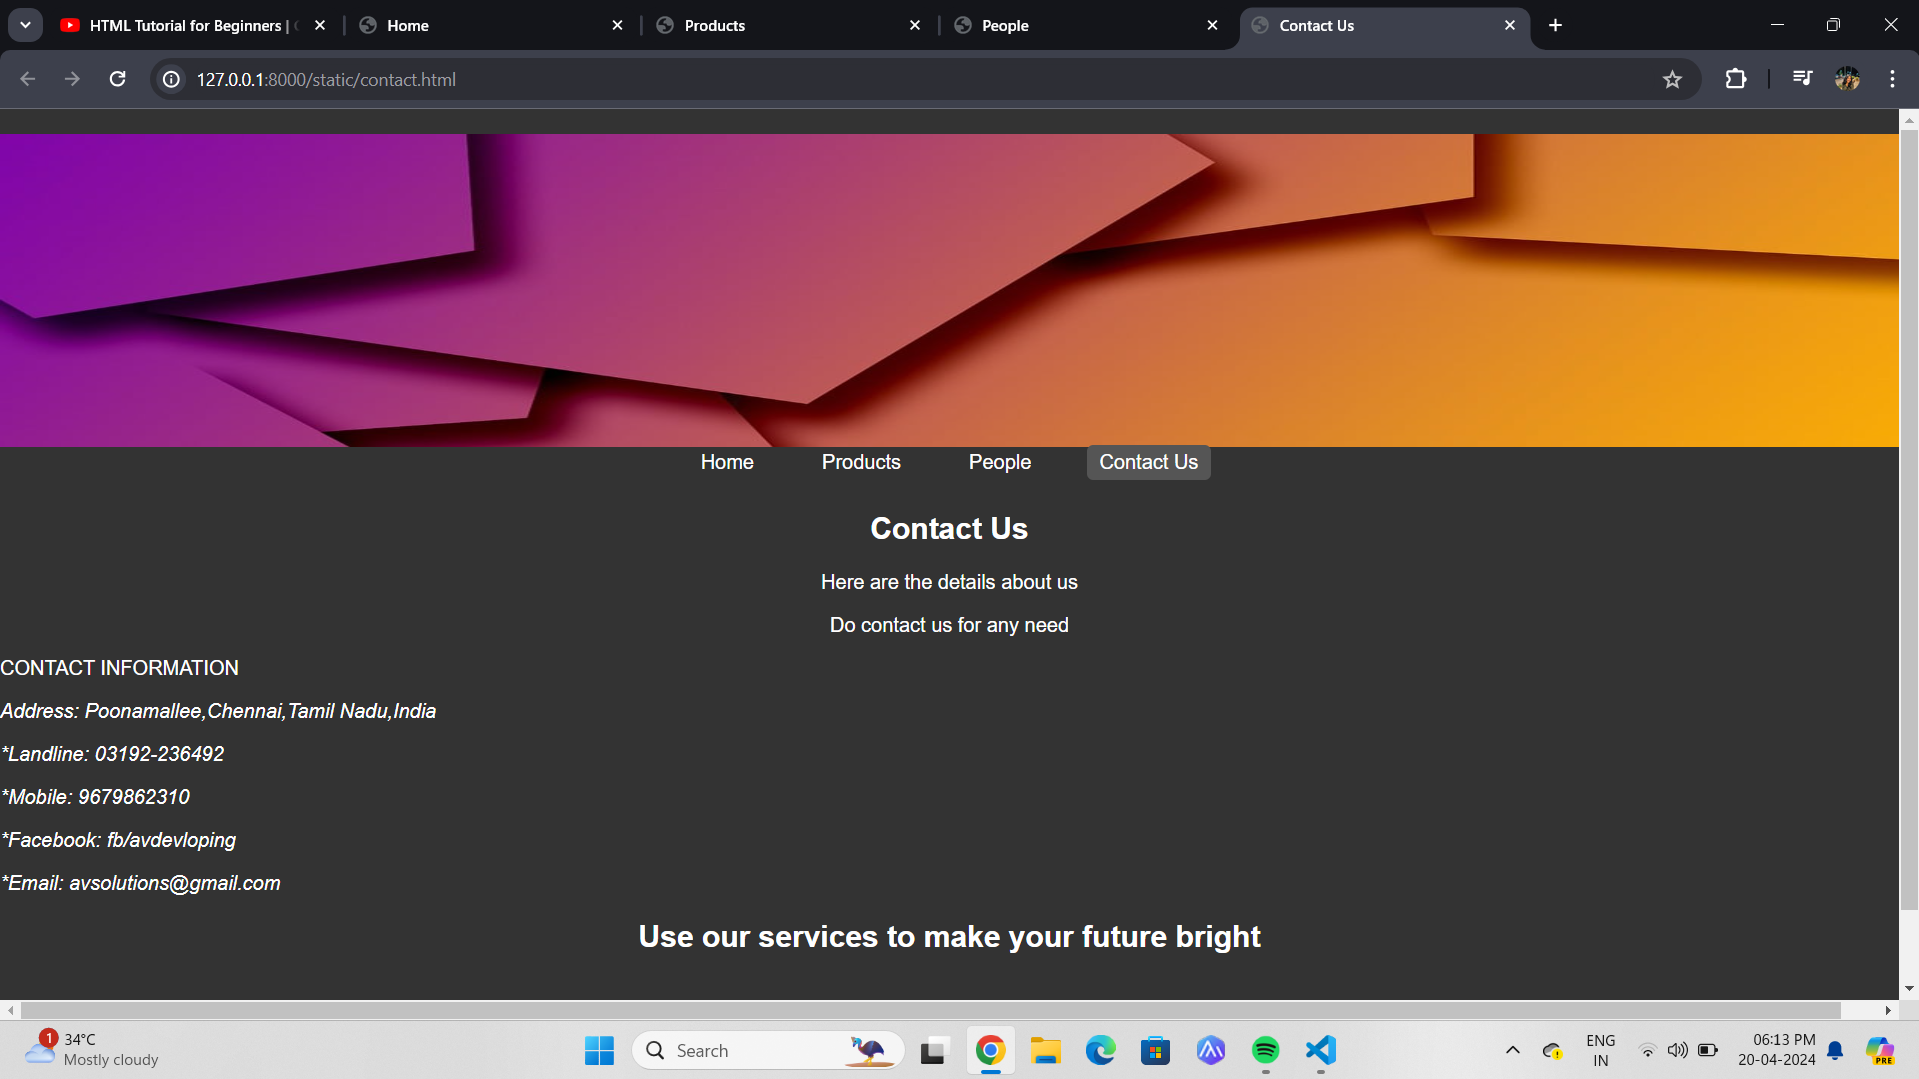 HTML Tutorial for Beginners |
Home
Products
People
Contact Us
127.0.0.1:8000/static/contact.html
Home
Products
People
Contact Us
Contact Us
Here are the details about us
Do contact us for any need
CONTACT INFORMATION
Address: Poonamallee,Chennai,Tamil Nadu,India
*Landline: 03192-236492
*Mobile: 9679862310
*Facebook: fb/avdevloping
*Email: avsolutions@gmail.com
Use our services to make your future bright
1
34°C
Mostly cloudy
Search
ENG
IN
06:13 PM
20-04-2024
PRE